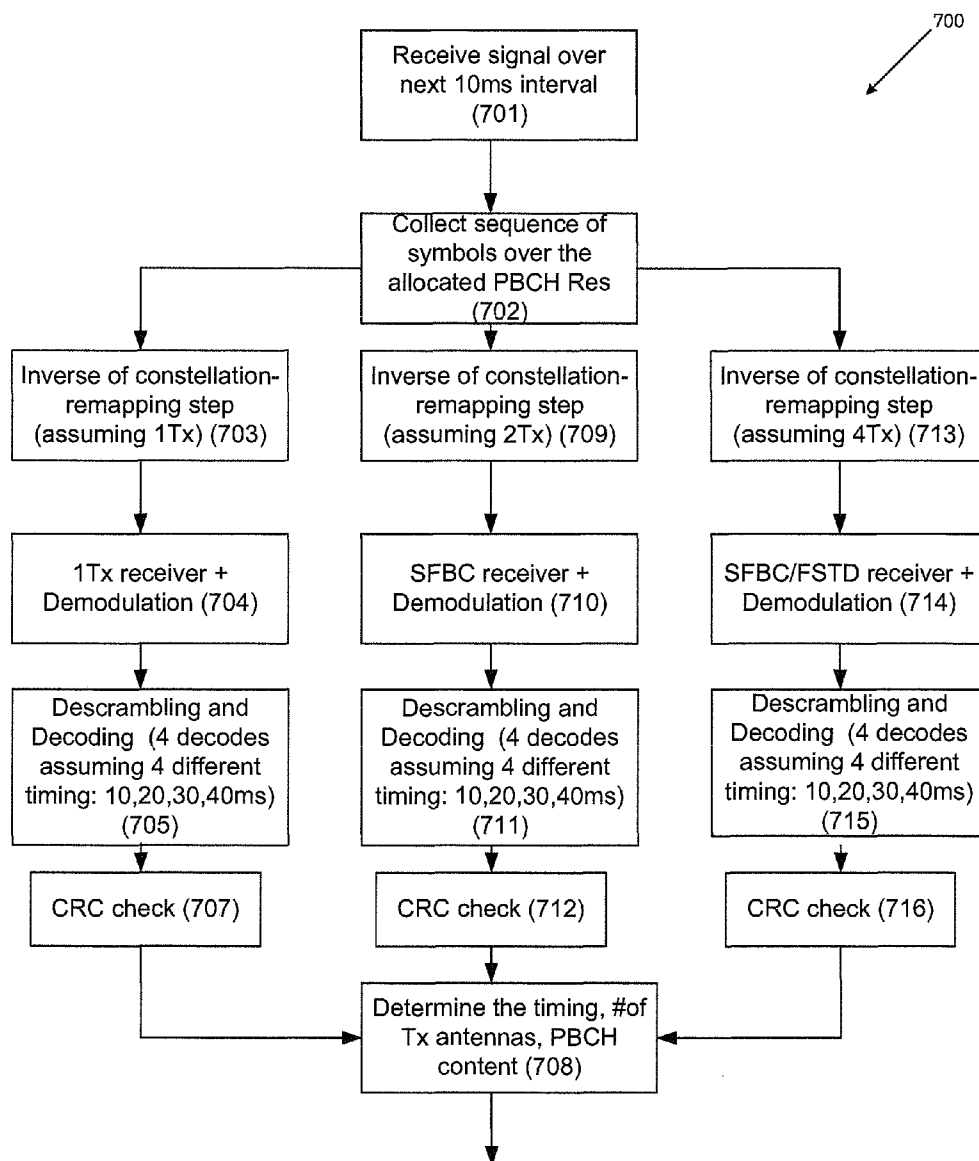 700
Receive signal over
next 10ms interval
(701)
Collect sequence of
symbols over the
allocated PBCH Res
(702)
Inverse of constellation-
remapping step
(assuming 1Tx) (703)
Inverse of constellation-
remapping step
(assuming 2Tx) (709)
Inverse of constellation-
remapping step
(assuming 4Tx) (713)
1Tx receiver +
Demodulation (704)
SFBC receiver +
Demodulation (710)
SFBC/FSTD receiver +
Demodulation (714)
Descrambling and
Decoding (4 decodes
assuming 4 different
timing: 10,20,30,40ms)
(705)
Descrambling and
Decoding (4 decodes
assuming 4 different
timing: 10,20,30,40ms)
(711)
Descrambling and
Decoding (4 decodes
assuming 4 different
timing: 10,20,30,40ms)
(715)
CRC check (707)
CRC check (712)
CRC check (716)
Determine the timing, #of
Tx antennas, PBCH
content (708)